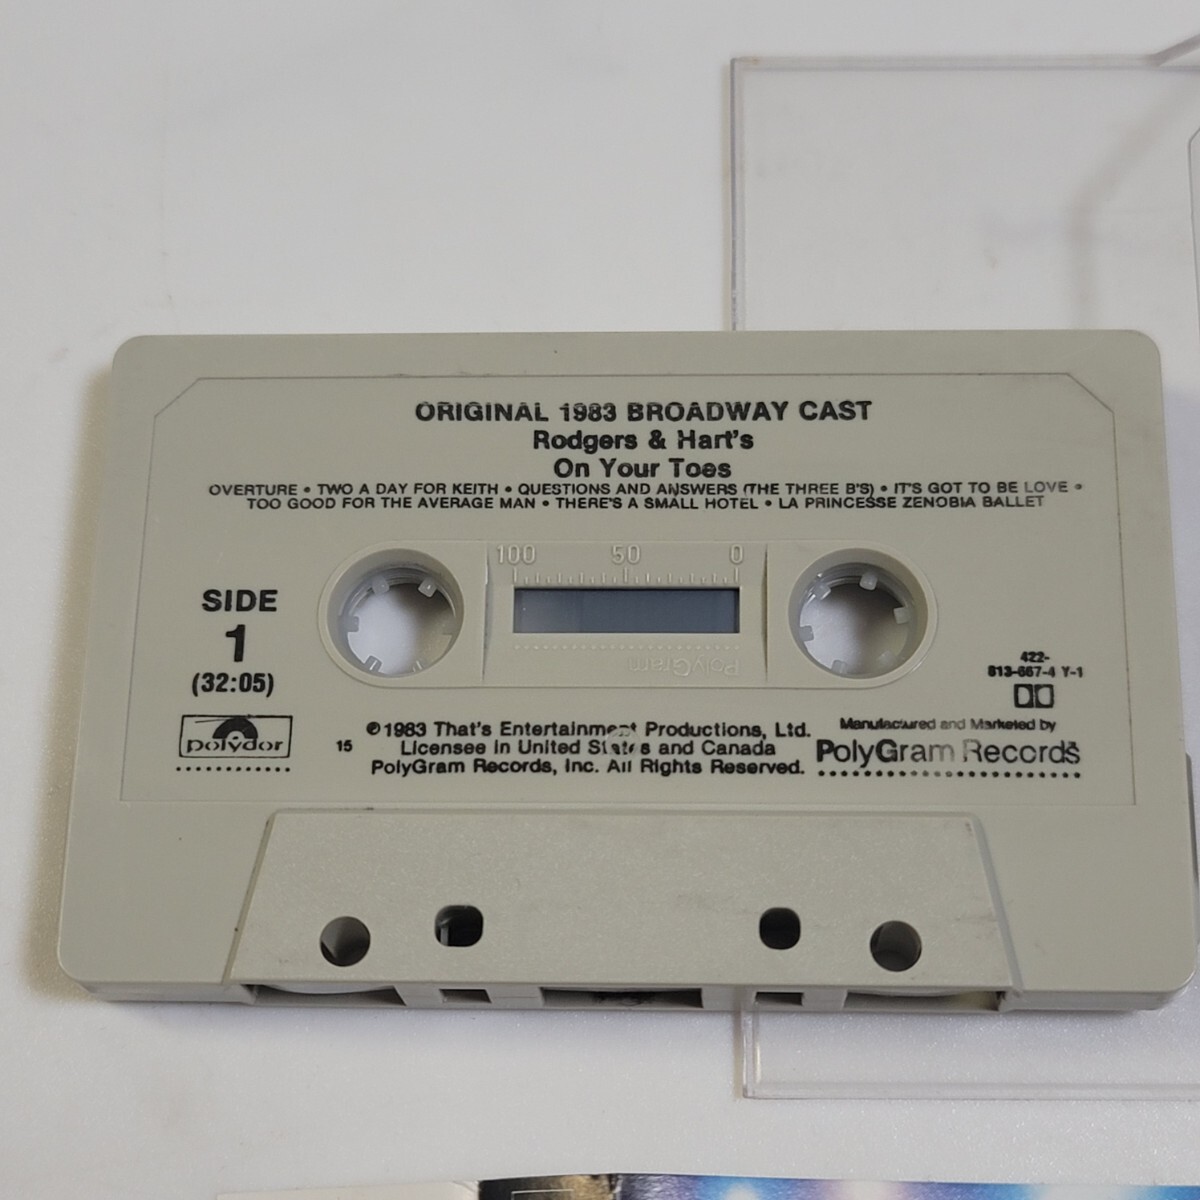 ORIGINAL 1983 BROADWAY CAST
Rodgers & Hart's
On Your Toes
OVERTURE • TWO A DAY FOR KEITH • QUESTIONS AND ANSWERS (THE THREE B'S) • IT'S GOT TO BE LOVE •
TOO GOOD FOR THE AVERAGE MAN • THERE'S A SMALL HOTEL • LA PRINCESSE ZENOBIA BALLET
100 50 0
SIDE
1
(32:05)
PolyGram
422-
813-667-4 Y-1
polydor
15
℗1983 That's Entertainment Productions, Ltd.
Licensee in United States and Canada
PolyGram Records, Inc. All Rights Reserved.
Manufactured and Marketed by
PolyGram Records